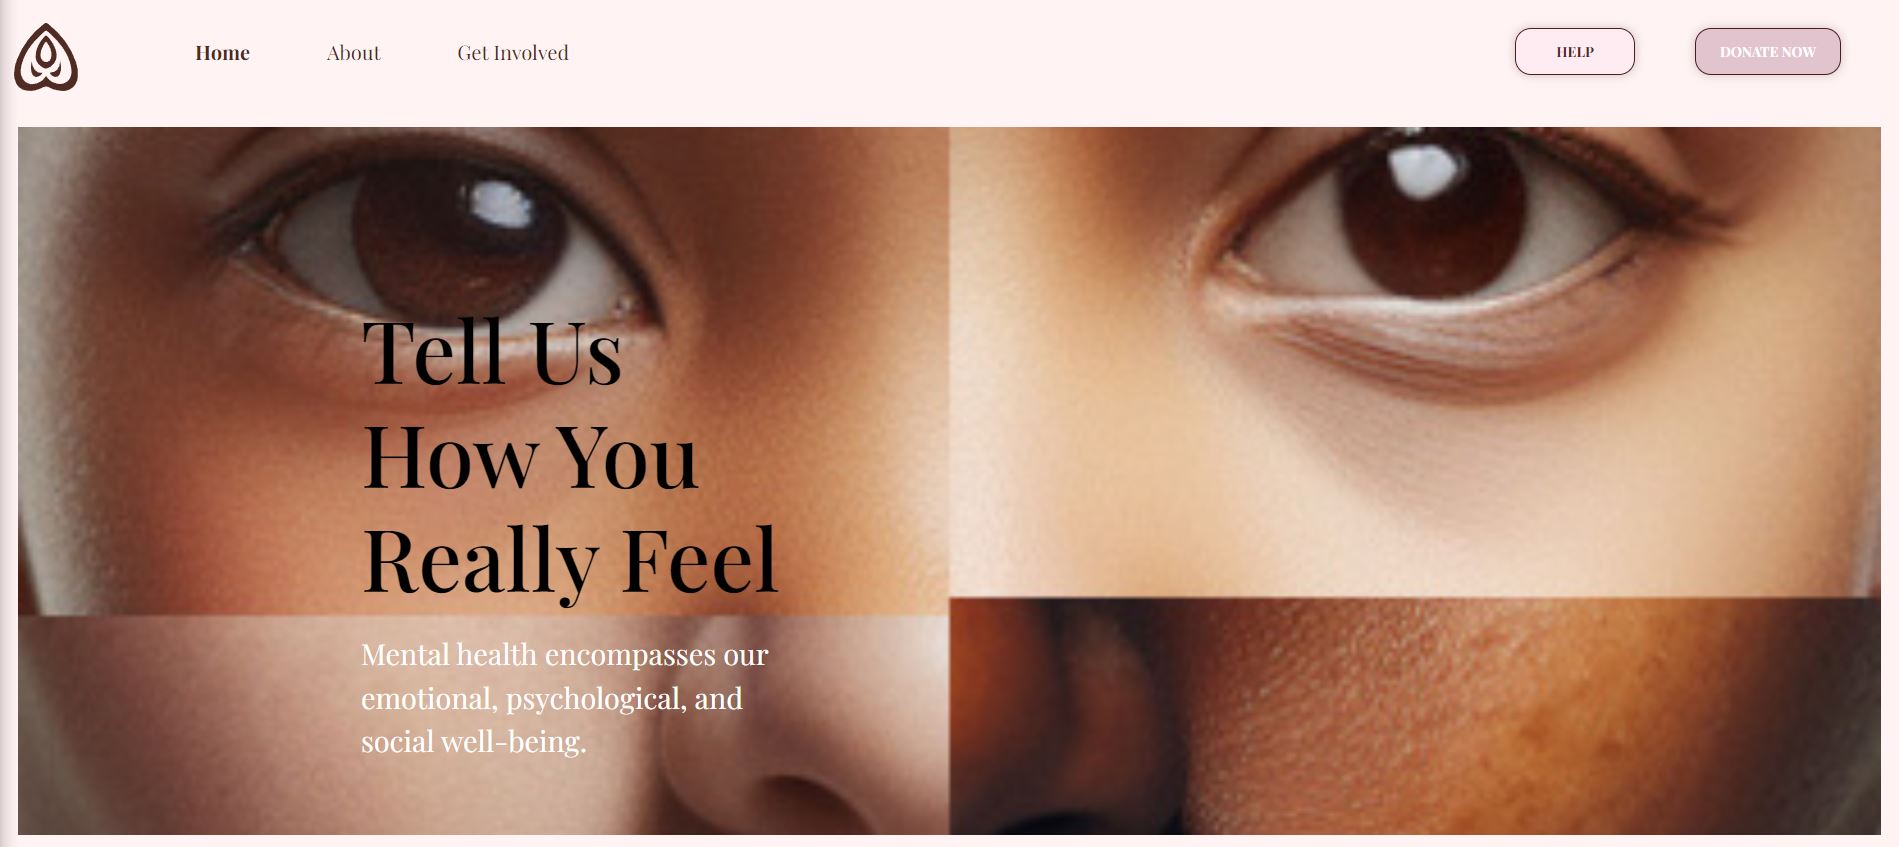 Home About Get Involved HELP DONATE NOW
Tell Us
How You
Really Feel
Mental health encompasses our
emotional, psychological, and
social well-being.